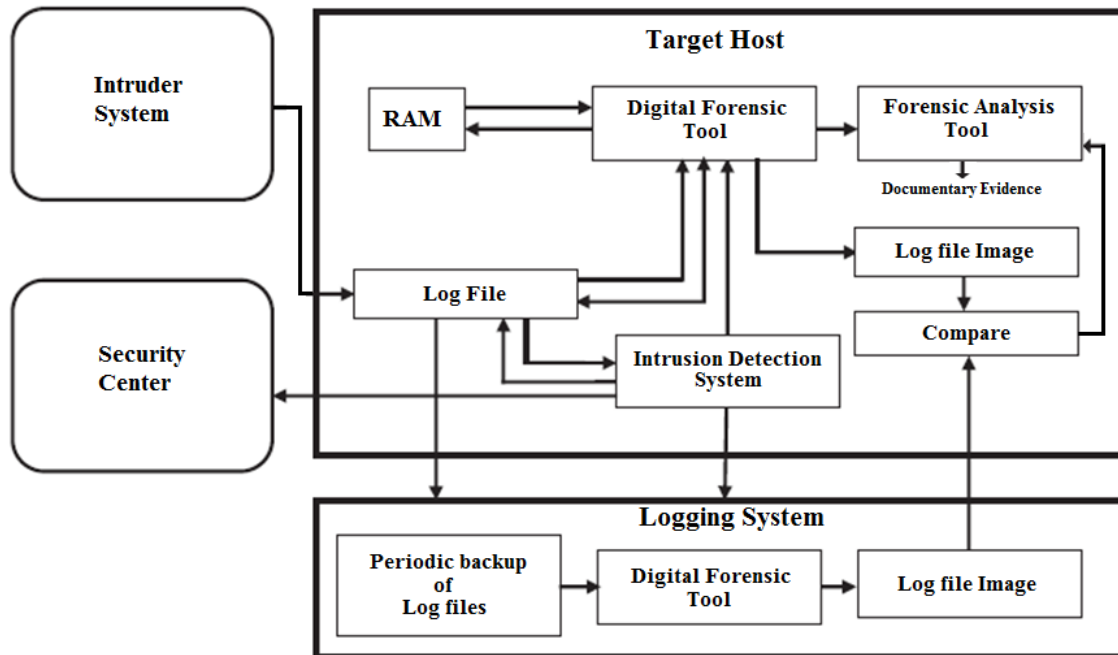 Target Host
Intruder
System
RAM
Digital Forensic
Tool
Forensic Analysis
Tool
Documentary Evidence
Log file Image
Log File
Compare
Security
Center
Intrusion Detection
System
Logging System
Periodic backup
of
Log files
Digital Forensic
Tool
Log file Image